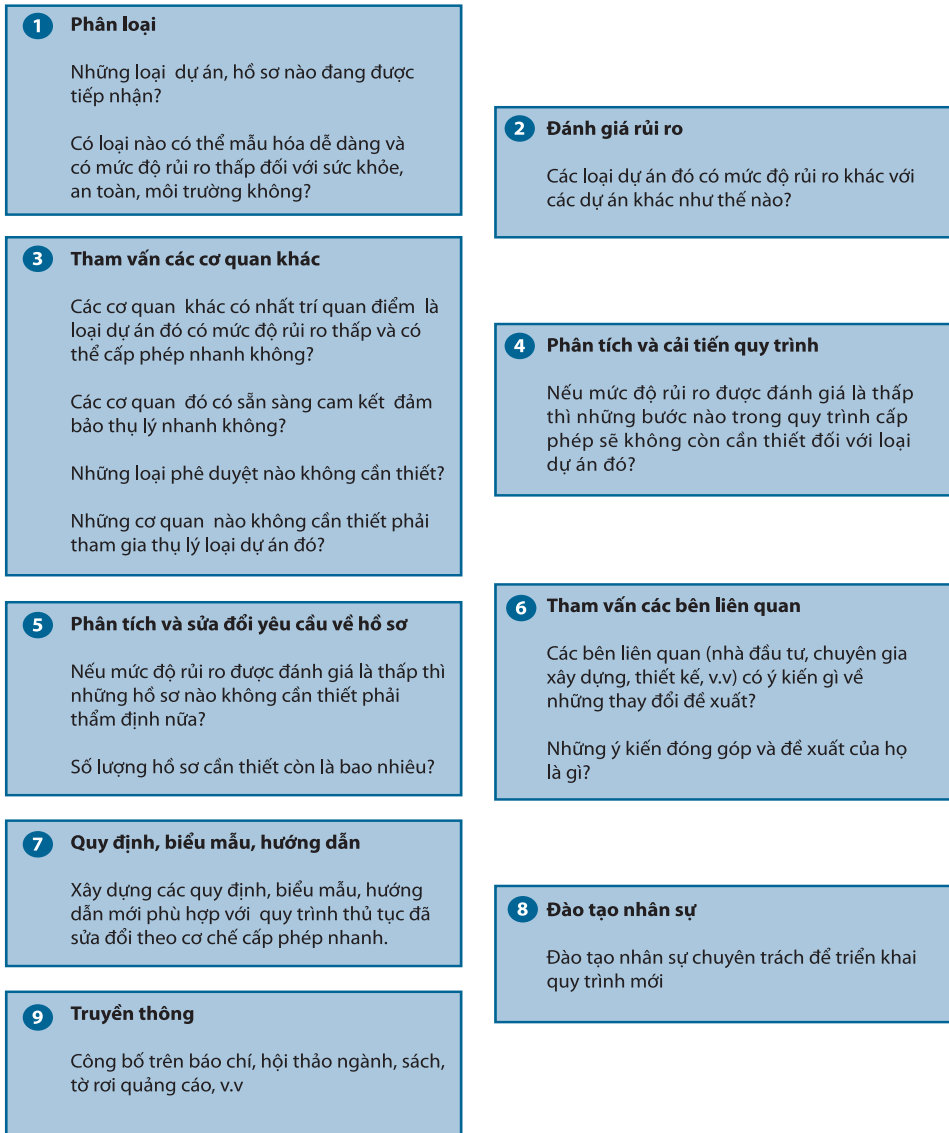 1 Phân loại
Những loại dự án, hồ sơ nào đang được
tiếp nhận?
Có loại nào có thể mẫu hóa dễ dàng và
có mức độ rủi ro thấp đối với sức khỏe,
an toàn, môi trường không?
2 Đánh giá rủi ro
Các loại dự án đó có mức độ rủi ro khác với
các dự án khác như thế nào?
3 Tham vấn các cơ quan khác
Các cơ quan khác có nhất trí quan điểm là
loại dự án đó có mức độ rủi ro thấp và có
thể cấp phép nhanh không?
Các cơ quan đó có sẵn sàng cam kết đảm
bảo thụ lý nhanh không?
Những loại phê duyệt nào không cần thiết?
Những cơ quan nào không cần thiết phải
tham gia thụ lý loại dự án đó?
4 Phân tích và cải tiến quy trình
Nếu mức độ rủi ro được đánh giá là thấp
thì những bước nào trong quy trình cấp
phép sẽ không còn cần thiết đối với loại
dự án đó?
5 Phân tích và sửa đổi yêu cầu về hồ sơ
Nếu mức độ rủi ro được đánh giá là thấp thì
những hồ sơ nào không cần thiết phải
thẩm định nữa?
Số lượng hồ sơ cần thiết còn là bao nhiêu?
6 Tham vấn các bên liên quan
Các bên liên quan (nhà đầu tư, chuyên gia
xây dựng, thiết kế, v.v) có ý kiến gì về
những thay đổi đề xuất?
Những ý kiến đóng góp và đề xuất của họ
là gì?
7 Quy định, biểu mẫu, hướng dẫn
Xây dựng các quy định, biểu mẫu, hướng
dẫn mới phù hợp với quy trình thủ tục đã
sửa đổi theo cơ chế cấp phép nhanh.
8 Đào tạo nhân sự
Đào tạo nhân sự chuyên trách để triển khai
quy trình mới
9 Truyền thông
Công bố trên báo chí, hội thảo ngành, sách,
tờ rơi quảng cáo, v.v